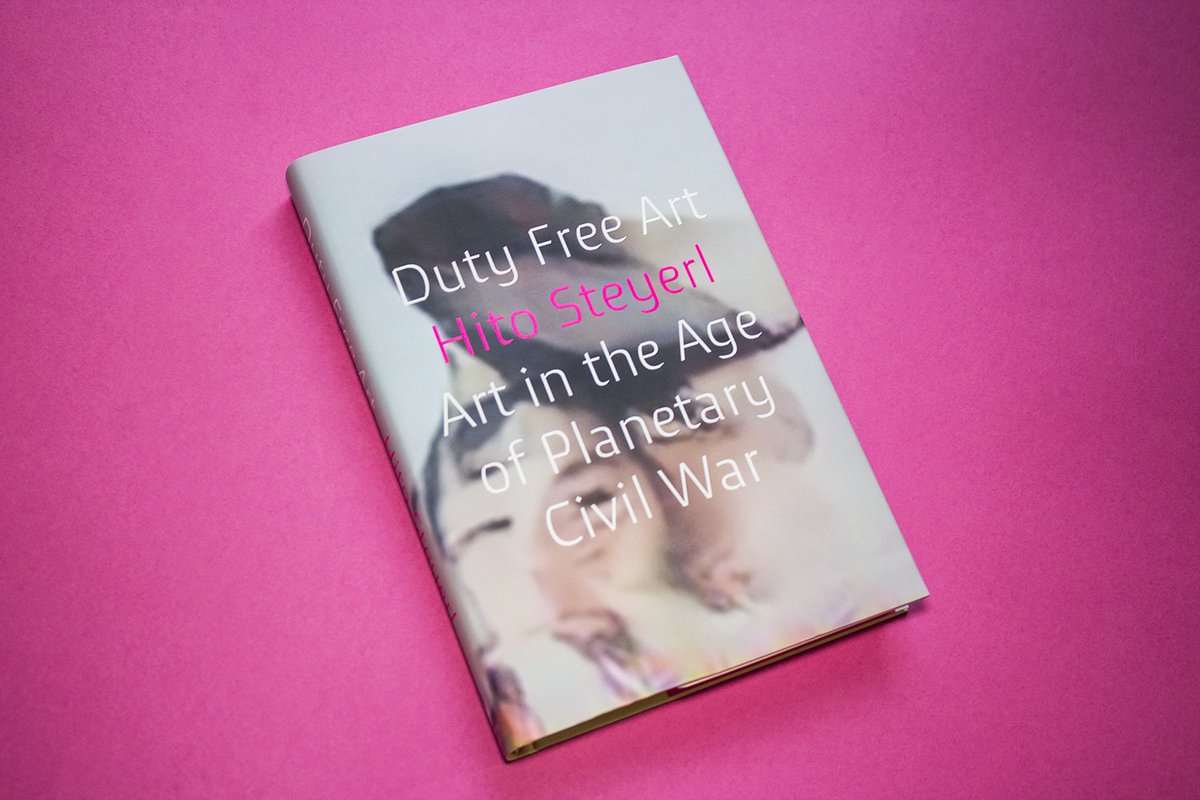 Duty Free Art
Hito Steyerl
Art in the Age
of Planetary
Civil War